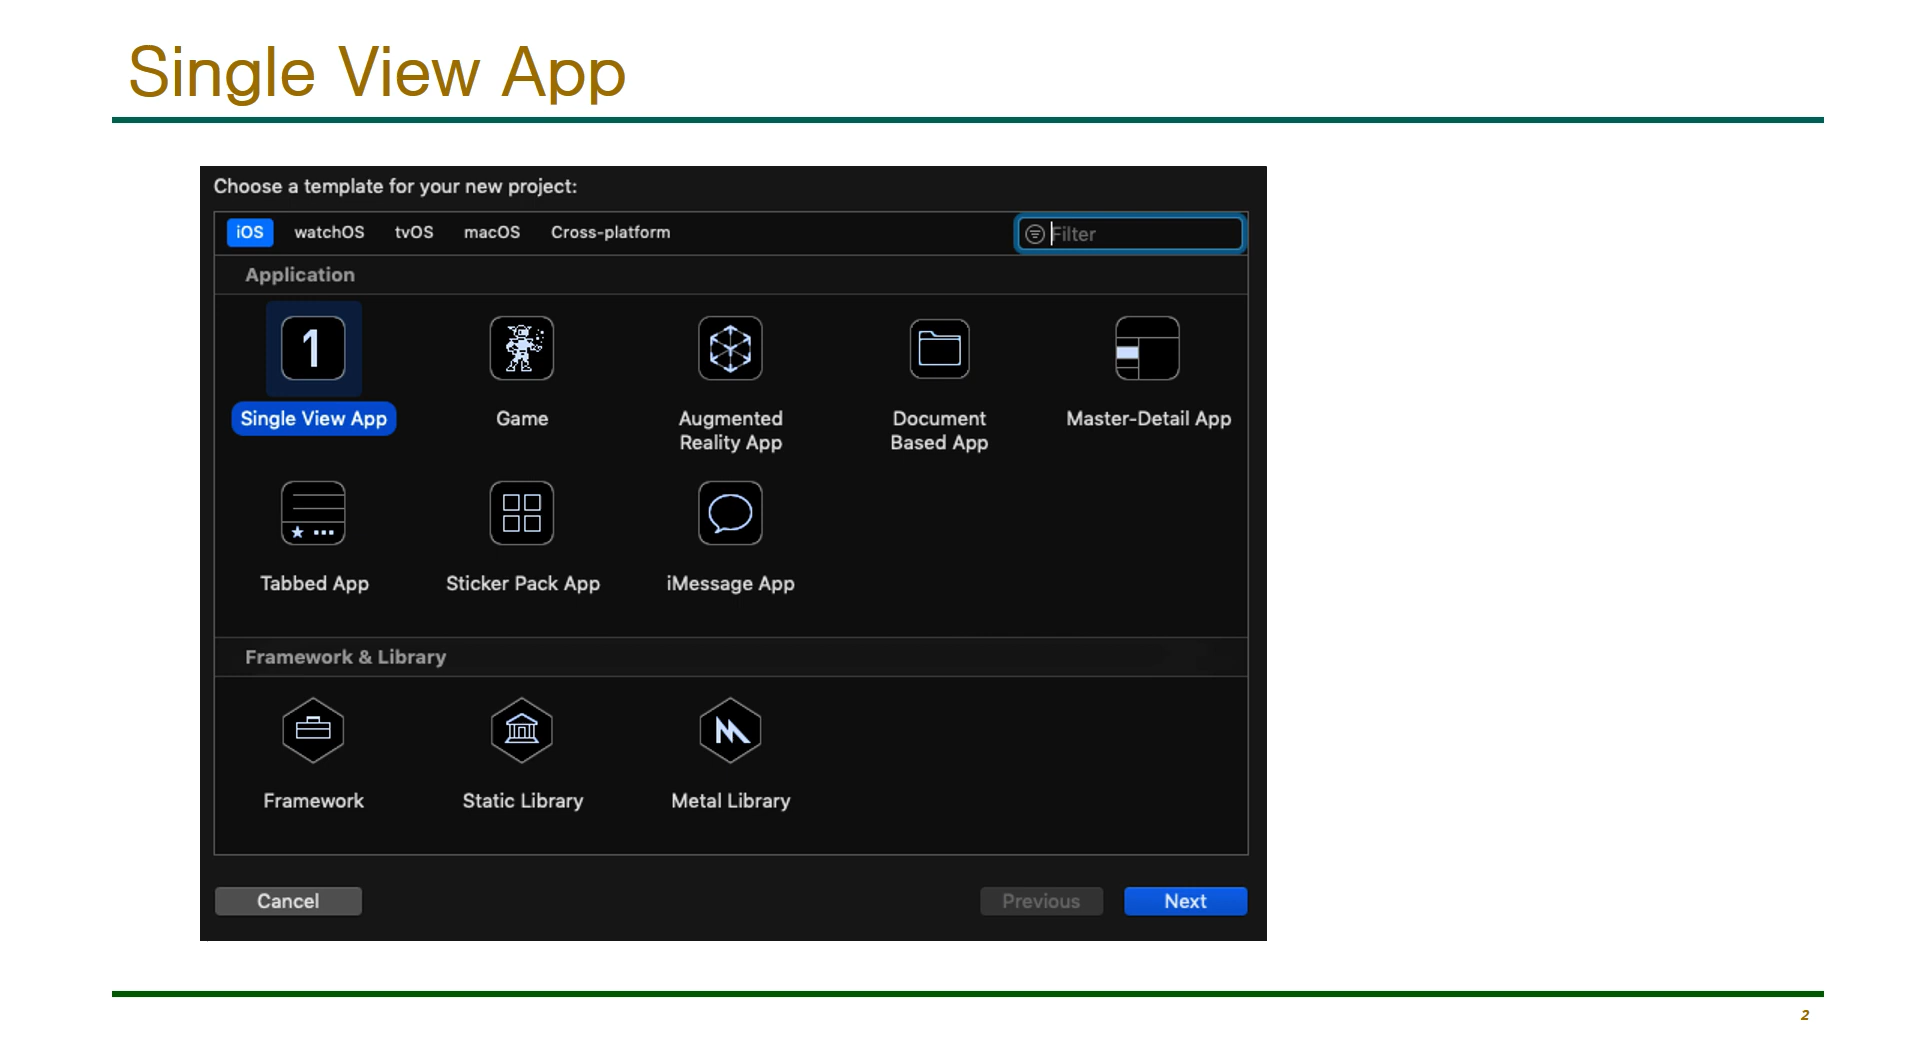 Single View App
Choose a template for your new project:
iOS watchOS tvOS macOS Cross-platform Filter
Application
1
Single View App Game Augmented Reality App Document Based App Master-Detail App
Tabbed App Sticker Pack App iMessage App
Framework & Library
Framework Static Library Metal Library
Cancel Previous Next
2